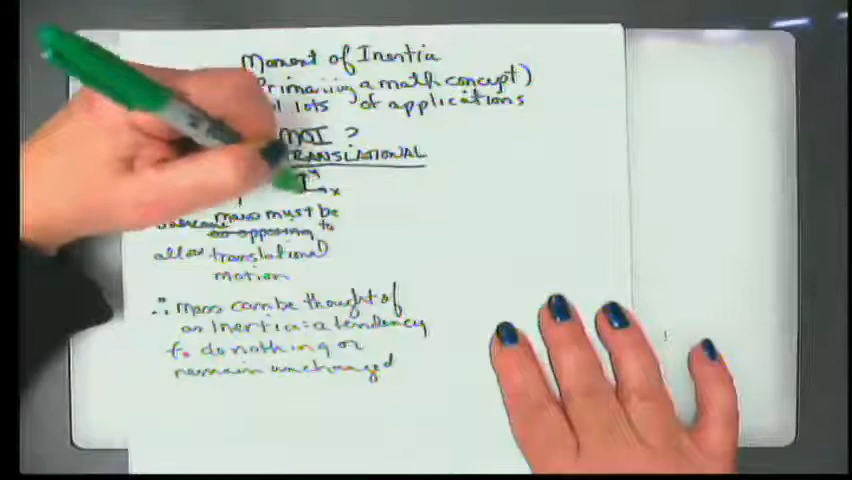 Moment of Inertia
Primarily a math concept)
lots of applications
MOI ?
TRANSLATIONAL
y
x
mass must be
opposing to
allow translational
motion
∴ mass can be thought of
as Inertia: a tendency
to do nothing or
remain unchanged